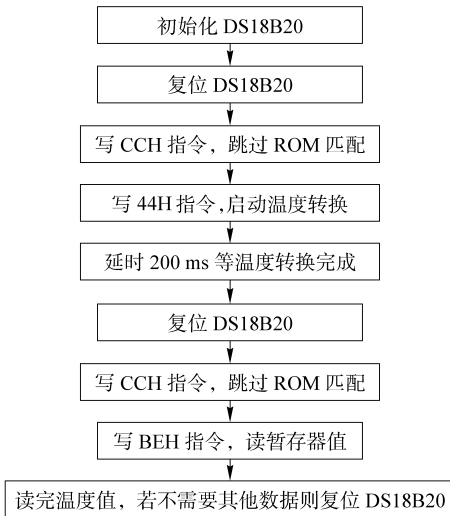 初始化 DS18B20
复位 DS18B20
写 CCH 指令，跳过 ROM 匹配
写 44H 指令,启动温度转换
延时 200 ms 等温度转换完成
复位 DS18B20
写 CCH 指令，跳过 ROM 匹配
写 BEH 指令，读暂存器值
读完温度值，若不需要其他数据则复位 DS18B20